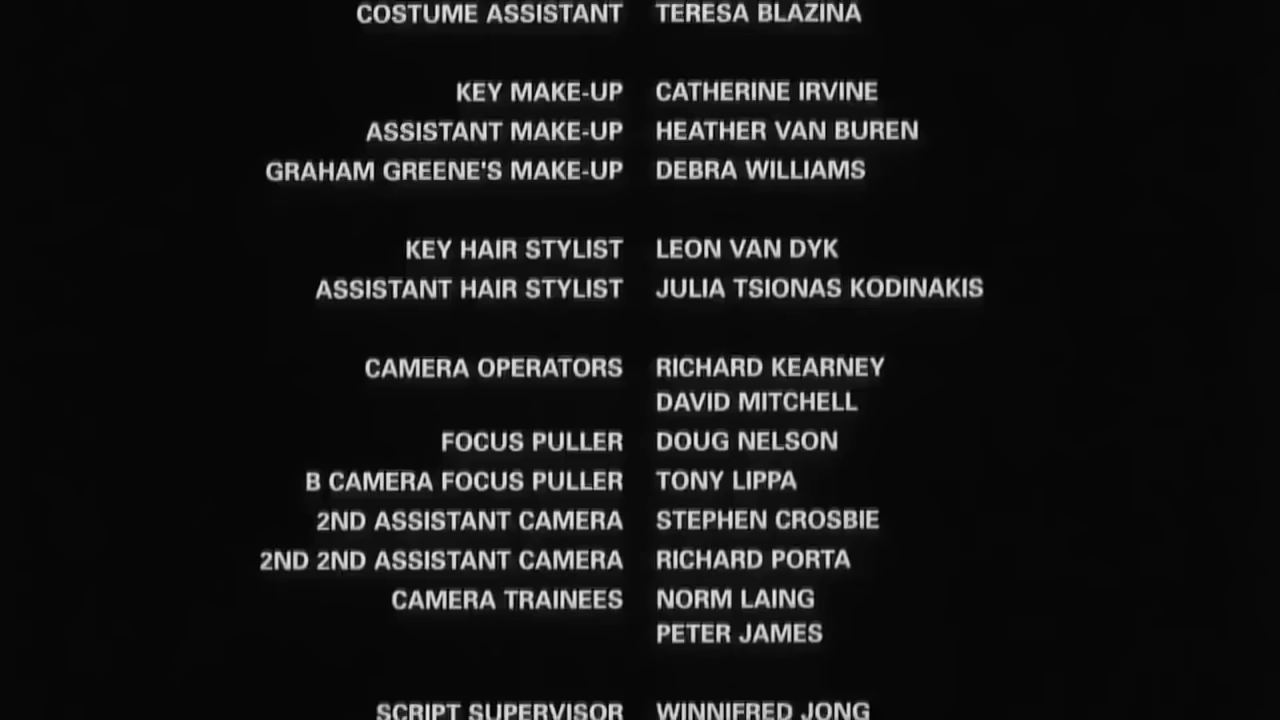 COSTUME ASSISTANT TERESA BLAZINA
KEY MAKE-UP CATHERINE IRVINE
ASSISTANT MAKE-UP HEATHER VAN BUREN
GRAHAM GREENE'S MAKE-UP DEBRA WILLIAMS
KEY HAIR STYLIST LEON VAN DYK
ASSISTANT HAIR STYLIST JULIA TSIONAS KODINAKIS
CAMERA OPERATORS RICHARD KEARNEY
DAVID MITCHELL
FOCUS PULLER DOUG NELSON
B CAMERA FOCUS PULLER TONY LIPPA
2ND ASSISTANT CAMERA STEPHEN CROSBIE
2ND 2ND ASSISTANT CAMERA RICHARD PORTA
CAMERA TRAINEES NORM LAING
PETER JAMES
SCRIPT SUPERVISOR WINNIFRED JONG